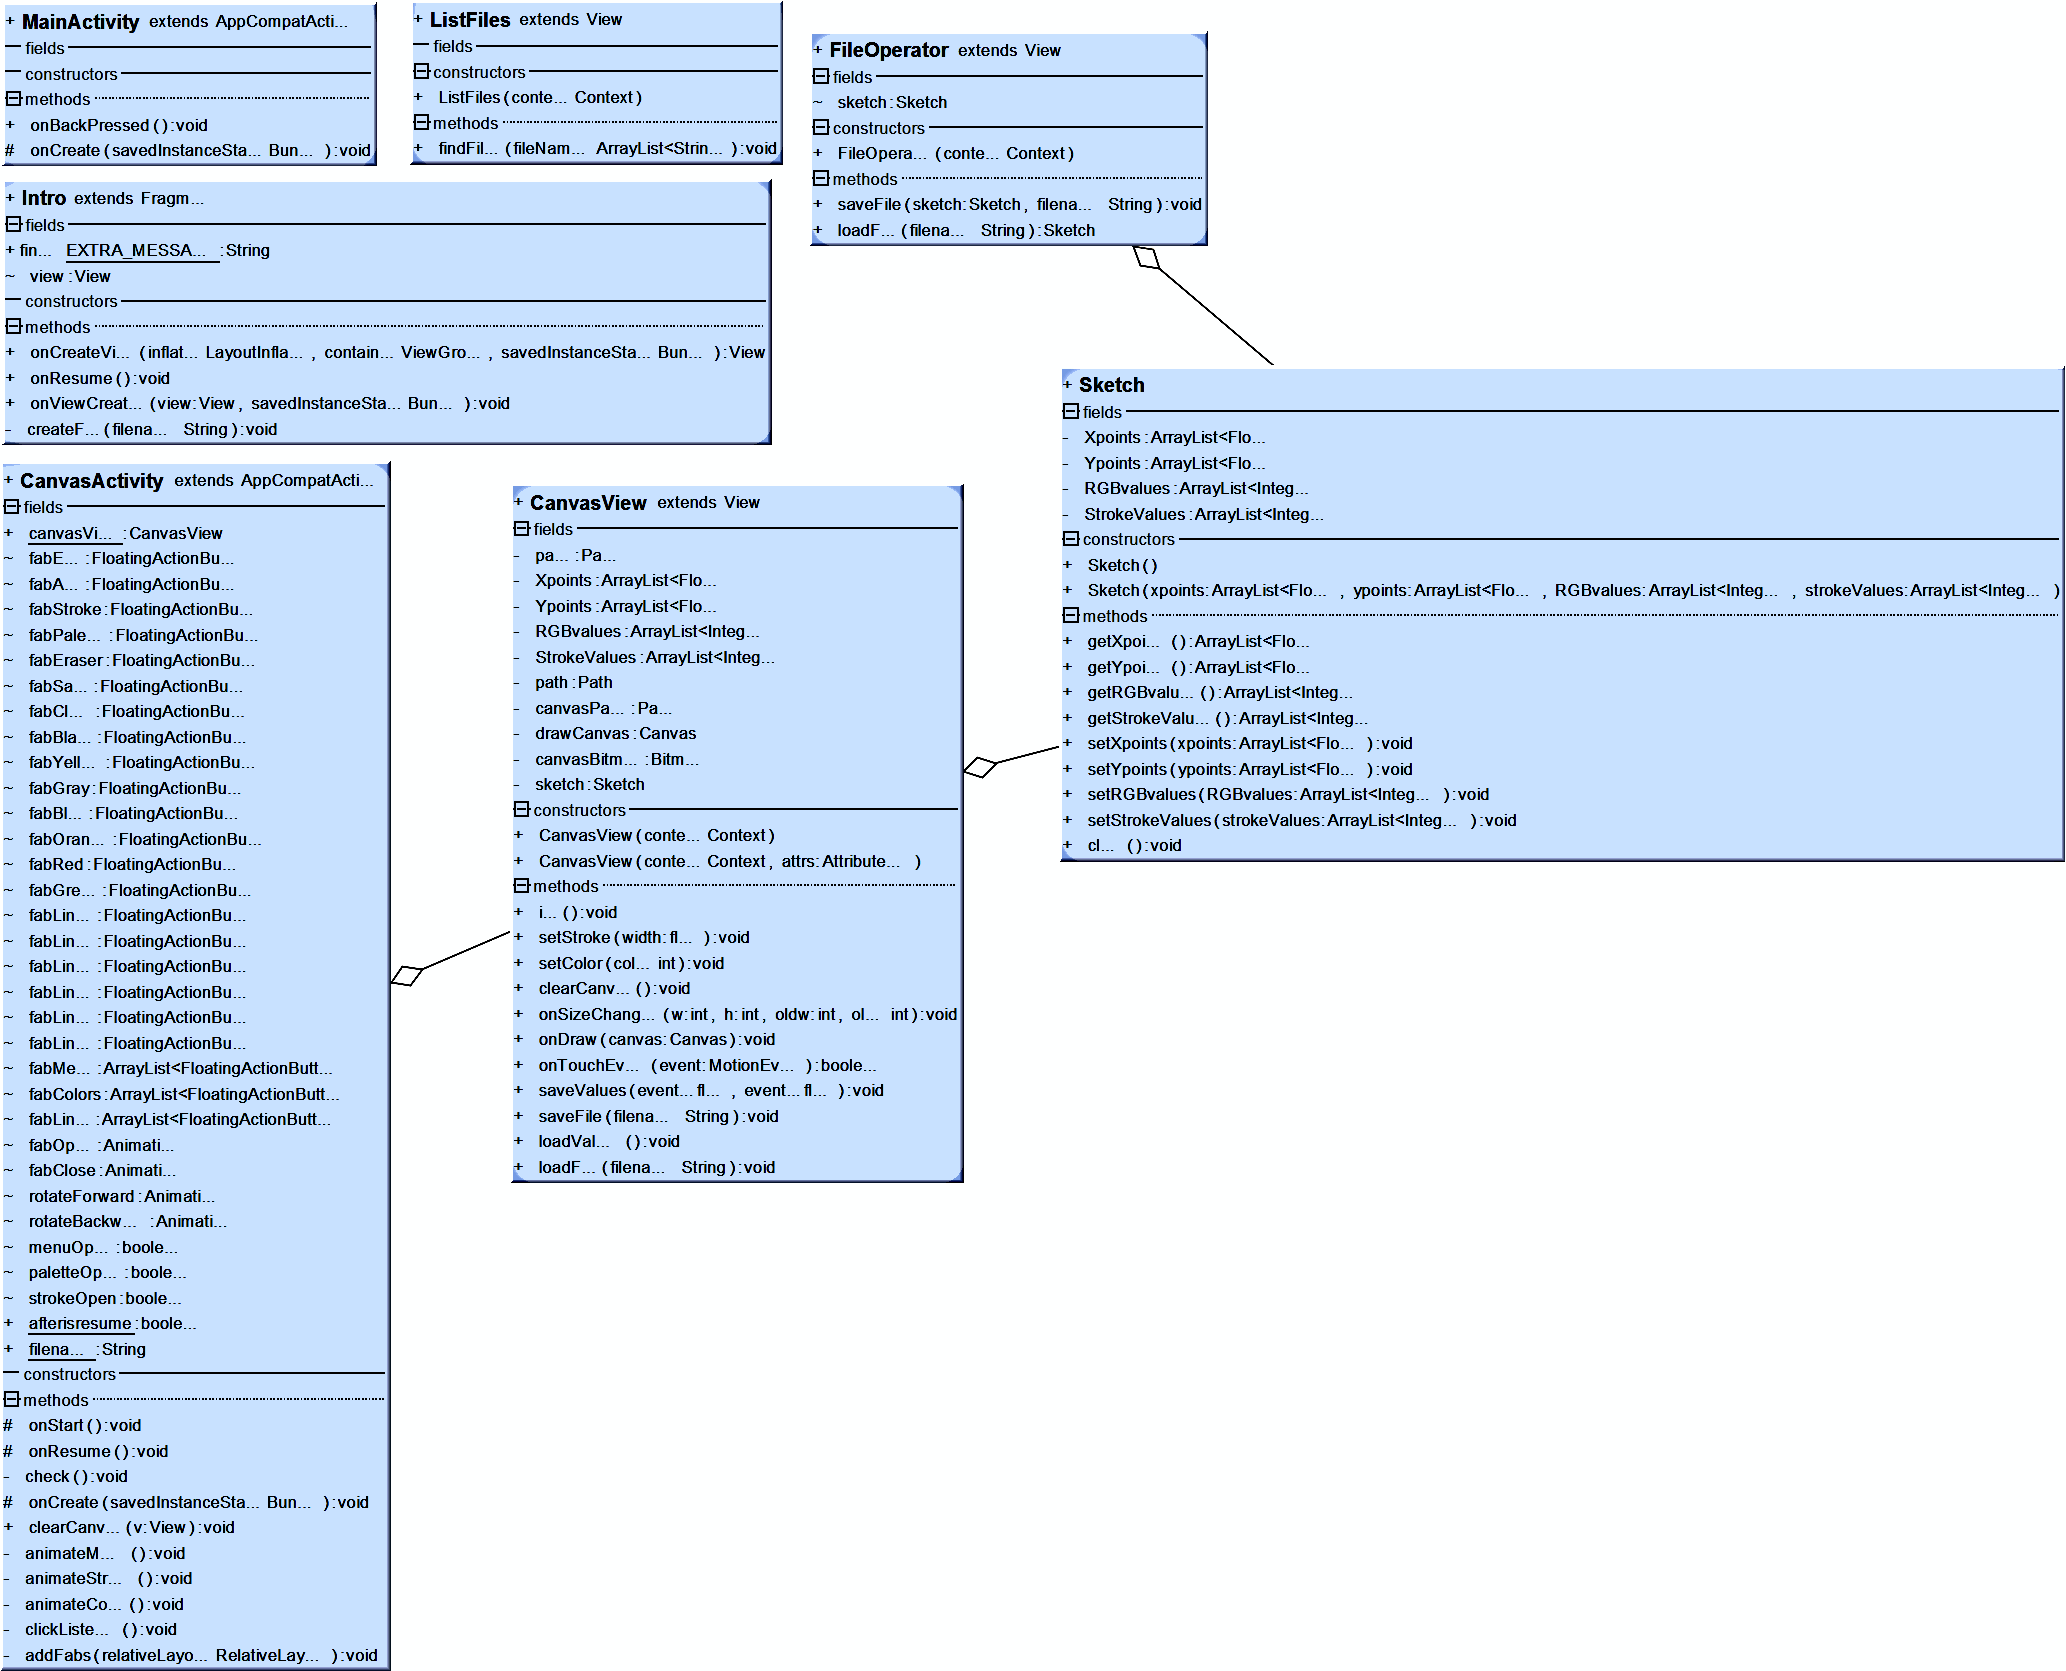 + MainActivity extends AppCompatActi...
fields
constructors
methods
+ onBackPressed():void
# onCreate(savedInstanceSta... Bun... ):void
+ ListFiles extends View
fields
constructors
+ ListFiles(conte... Context)
methods
+ findFil... (fileNam... ArrayList<Strin... ):void
+ FileOperator extends View
fields
~ sketch:Sketch
constructors
+ FileOpera... (conte... Context)
methods
+ saveFile(sketch:Sketch, filena... String):void
+ loadF... (filena... String):Sketch
+ Intro extends Fragm...
fields
+ fin... EXTRA_MESSA... :String
~ view:View
constructors
methods
+ onCreateVi... (inflat... LayoutInfla... , contain... ViewGro... , savedInstanceSta... Bun... ):View
+ onResume():void
+ onViewCreat... (view:View, savedInstanceSta... Bun... ):void
- createF... (filena... String):void
+ CanvasActivity extends AppCompatActi...
fields
+ canvasVi... :CanvasView
~ fabE... :FloatingActionBu...
~ fabA... :FloatingActionBu...
~ fabStroke:FloatingActionBu...
~ fabPale... :FloatingActionBu...
~ fabEraser:FloatingActionBu...
~ fabSa... :FloatingActionBu...
~ fabCl... :FloatingActionBu...
~ fabBla... :FloatingActionBu...
~ fabYell... :FloatingActionBu...
~ fabGray:FloatingActionBu...
~ fabBl... :FloatingActionBu...
~ fabOran... :FloatingActionBu...
~ fabRed:FloatingActionBu...
~ fabGre... :FloatingActionBu...
~ fabLin... :FloatingActionBu...
~ fabLin... :FloatingActionBu...
~ fabLin... :FloatingActionBu...
~ fabLin... :FloatingActionBu...
~ fabLin... :FloatingActionBu...
~ fabLin... :FloatingActionBu...
~ fabMe... :ArrayList<FloatingActionButt...
~ fabColors:ArrayList<FloatingActionButt...
~ fabLin... :ArrayList<FloatingActionButt...
~ fabOp... :Animati...
~ fabClose:Animati...
~ rotateForward:Animati...
~ rotateBackw... :Animati...
~ menuOp... :boole...
~ paletteOp... :boole...
~ strokeOpen:boole...
+ afterisresume:boole...
+ filena... :String
constructors
methods
# onStart():void
# onResume():void
- check():void
# onCreate(savedInstanceSta... Bun... ):void
+ clearCanv... (v:View):void
- animateM... ():void
- animateStr... ():void
- animateCo... ():void
- clickListe... ():void
- addFabs(relativeLayo... RelativeLay... ):void
+ CanvasView extends View
fields
- pa... :Pa...
- Xpoints:ArrayList<Flo...
- Ypoints:ArrayList<Flo...
- RGBvalues:ArrayList<Integ...
- StrokeValues:ArrayList<Integ...
- path:Path
- canvasPa... :Pa...
- drawCanvas:Canvas
- canvasBitm... :Bitm...
- sketch:Sketch
constructors
+ CanvasView(conte... Context)
+ CanvasView(conte... Context, attrs:Attribute... )
methods
+ i... ():void
+ setStroke(width:fl... ):void
+ setColor(col... int):void
+ clearCanv... ():void
+ onSizeChang... (w:int, h:int, oldw:int, ol... int):void
+ onDraw(canvas:Canvas):void
+ onTouchEv... (event:MotionEv... ):boole...
+ saveValues(event... fl... , event... fl... ):void
+ saveFile(filena... String):void
+ loadVal... ():void
+ loadF... (filena... String):void
+ Sketch
fields
- Xpoints:ArrayList<Flo...
- Ypoints:ArrayList<Flo...
- RGBvalues:ArrayList<Integ...
- StrokeValues:ArrayList<Integ...
constructors
+ Sketch()
+ Sketch(xpoints:ArrayList<Flo... , ypoints:ArrayList<Flo... , RGBvalues:ArrayList<Integ... , strokeValues:ArrayList<Integ... )
methods
+ getXpoi... ():ArrayList<Flo...
+ getYpoi... ():ArrayList<Flo...
+ getRGBvalu... ():ArrayList<Integ...
+ getStrokeValu... ():ArrayList<Integ...
+ setXpoints(xpoints:ArrayList<Flo... ):void
+ setYpoints(ypoints:ArrayList<Flo... ):void
+ setRGBvalues(RGBvalues:ArrayList<Integ... ):void
+ setStrokeValues(strokeValues:ArrayList<Integ... ):void
+ cl... ():void